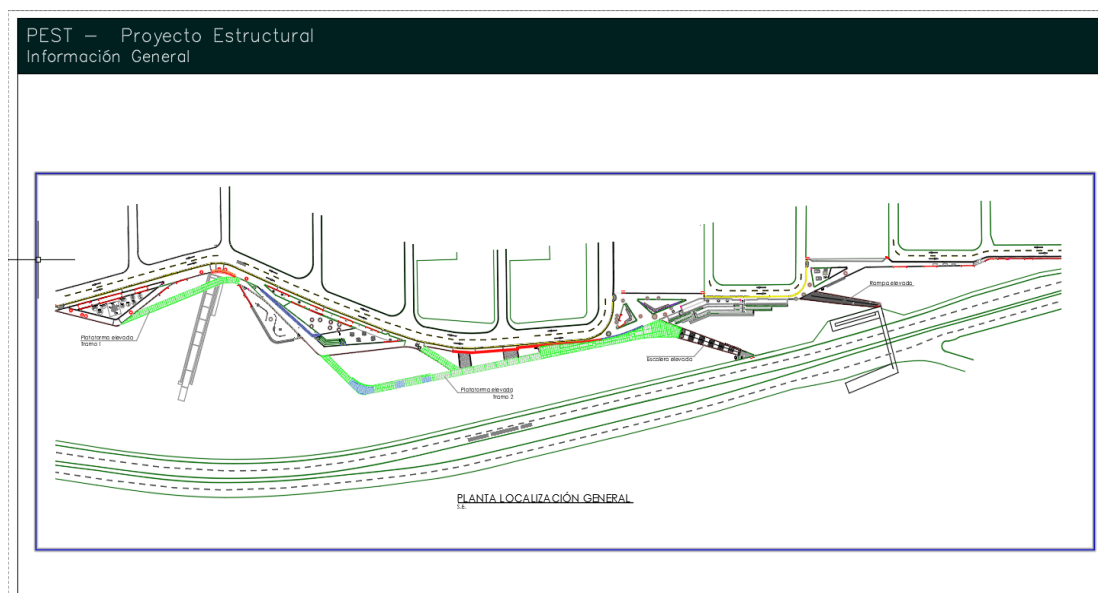 PEST – Proyecto Estructural
Información General
Rampa elevada
Plataforma elevada
Tramo 1
Escalera elevada
Plataforma elevada
Tramo 2
PLANTA LOCALIZACIÓN GENERAL
S.E.